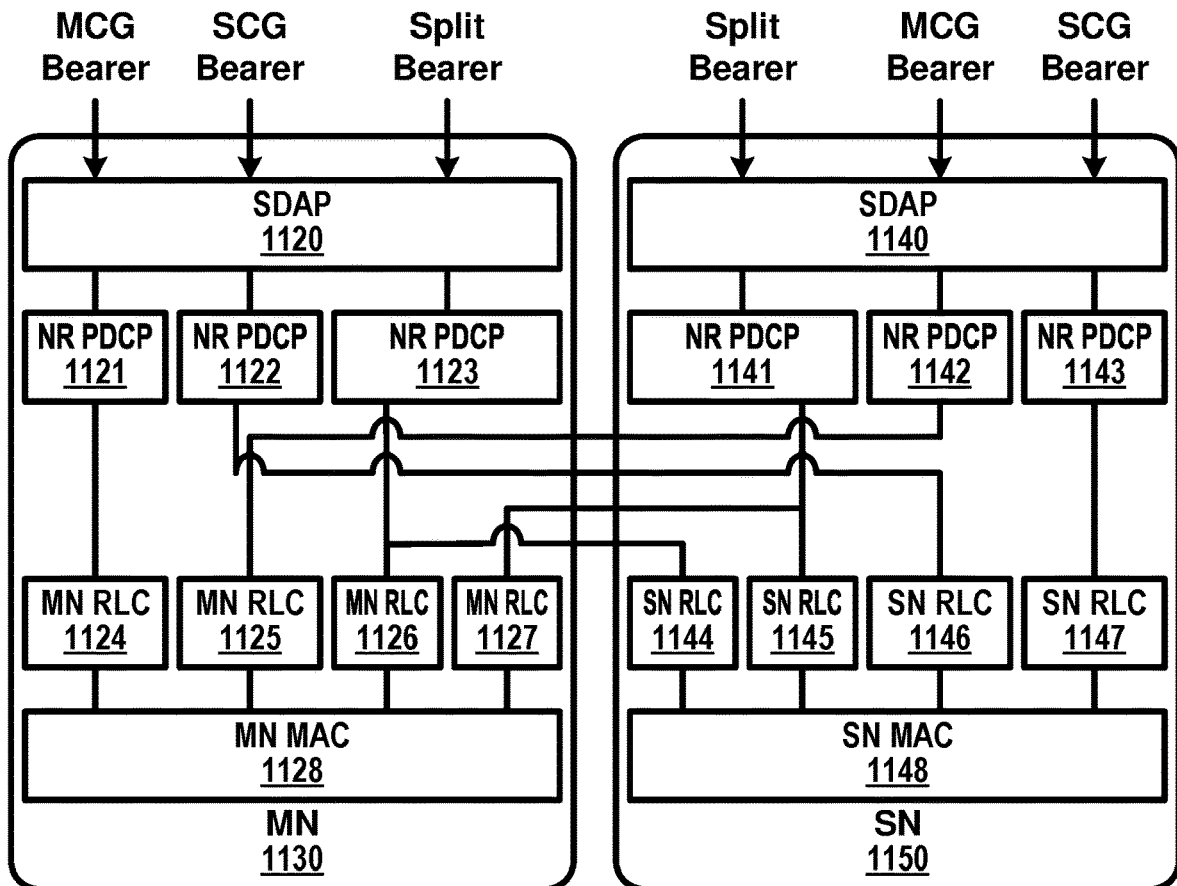 MCG Bearer
SCG Bearer
Split Bearer
Split Bearer
MCG Bearer
SCG Bearer
SDAP
1120
SDAP
1140
NR PDCP
1121
NR PDCP
1122
NR PDCP
1123
NR PDCP
1141
NR PDCP
1142
NR PDCP
1143
MN RLC
1124
MN RLC
1125
MN RLC
1126
MN RLC
1127
SN RLC
1144
SN RLC
1145
SN RLC
1146
SN RLC
1147
MN MAC
1128
SN MAC
1148
MN
1130
SN
1150